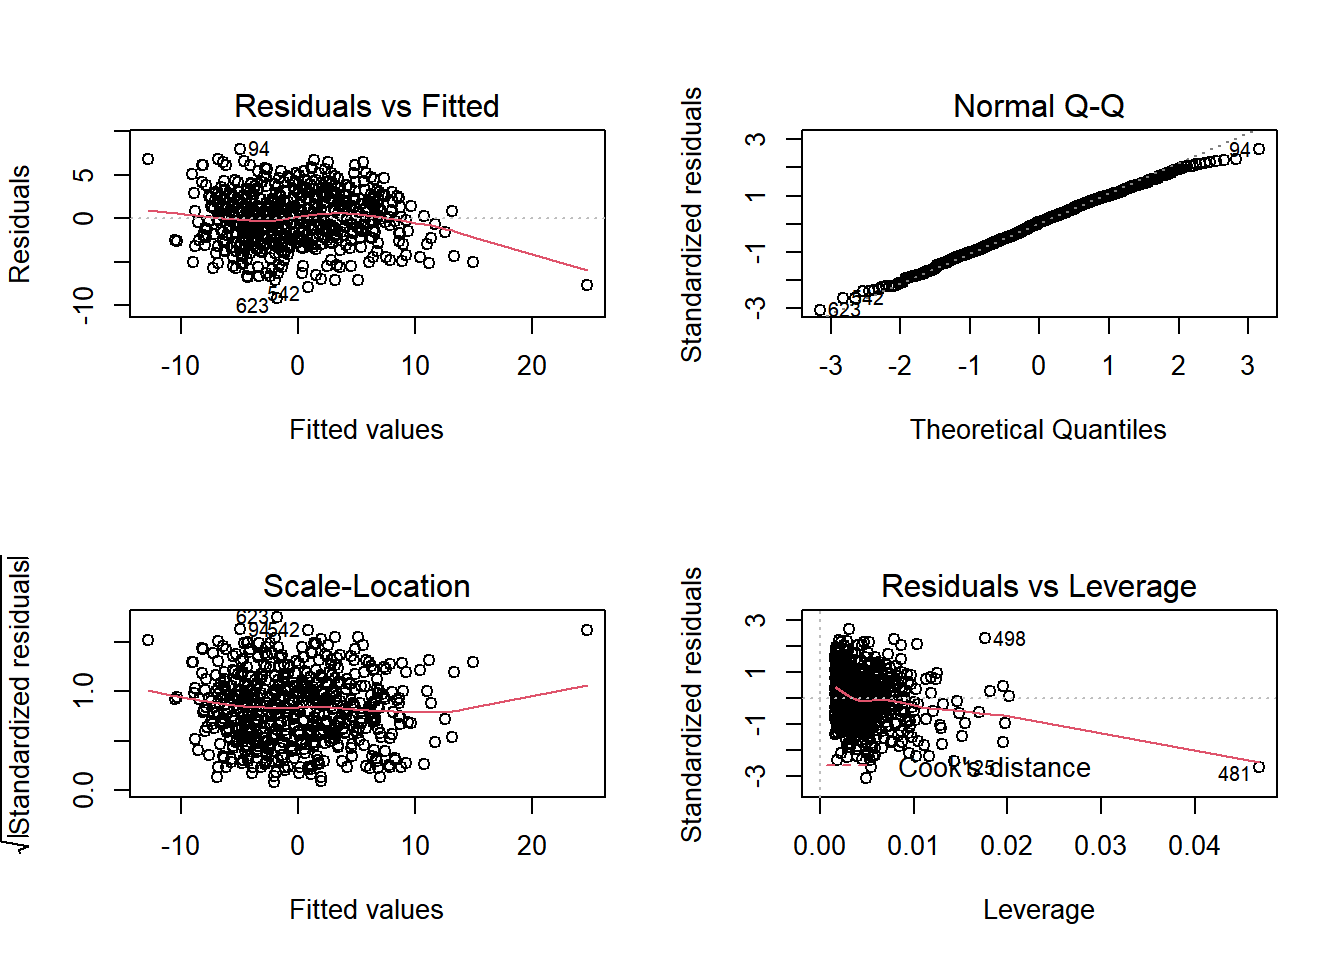 Residuals vs Fitted
Residuals
5
0
-10
94
542
623
-10 0 10 20
Fitted values
Normal Q-Q
Standardized residuals
3
1
-1
-3
94
542
623
-3 -2 -1 0 1 2 3
Theoretical Quantiles
Scale-Location
√|Standardized residuals|
1.0
0.0
623
94
542
-10 0 10 20
Fitted values
Residuals vs Leverage
Standardized residuals
3
1
-1
-3
498
125
Cook's distance
481
0.00 0.01 0.02 0.03 0.04
Leverage